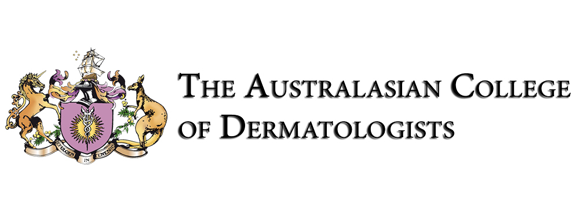 The Australasian College
of Dermatologists